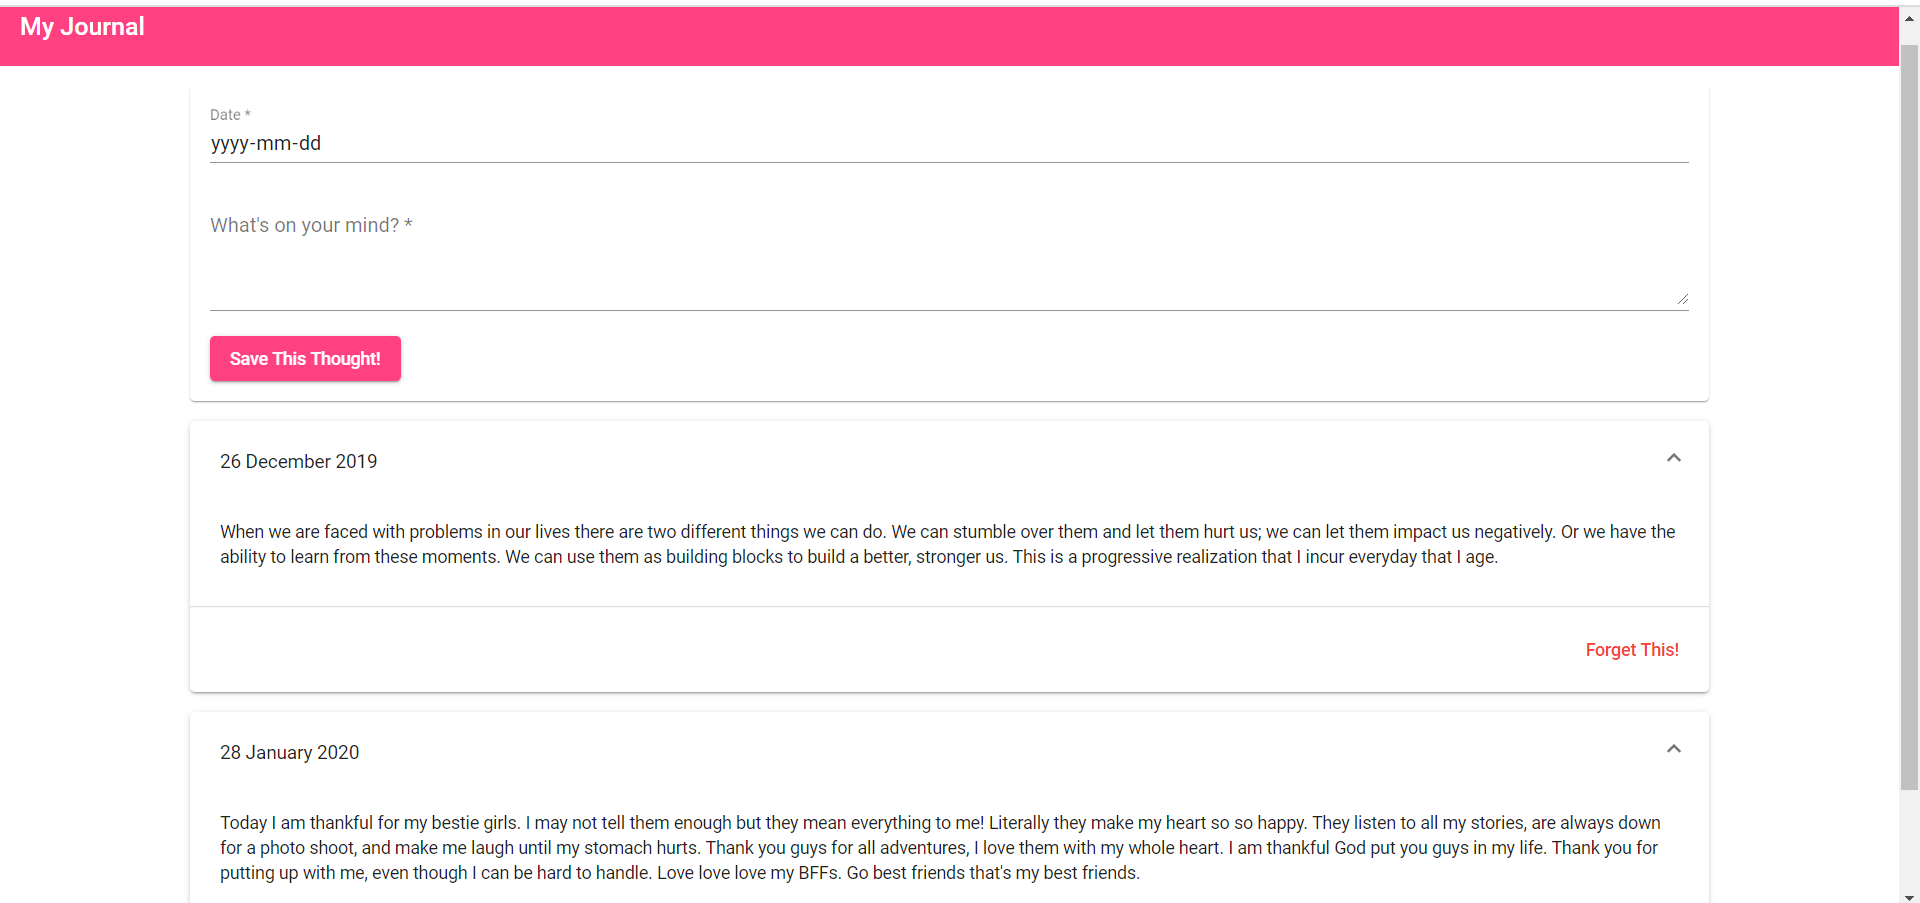 My Journal
Date *
yyyy-mm-dd
What's on your mind? *
Save This Thought!
26 December 2019
When we are faced with problems in our lives there are two different things we can do. We can stumble over them and let them hurt us; we can let them impact us negatively. Or we have the
ability to learn from these moments. We can use them as building blocks to build a better, stronger us. This is a progressive realization that I incur everyday that I age.
Forget This!
28 January 2020
Today I am thankful for my bestie girls. I may not tell them enough but they mean everything to me! Literally they make my heart so so happy. They listen to all my stories, are always down
for a photo shoot, and make me laugh until my stomach hurts. Thank you guys for all adventures, I love them with my whole heart. I am thankful God put you guys in my life. Thank you for
putting up with me, even though I can be hard to handle. Love love love my BFFs. Go best friends that's my best friends.